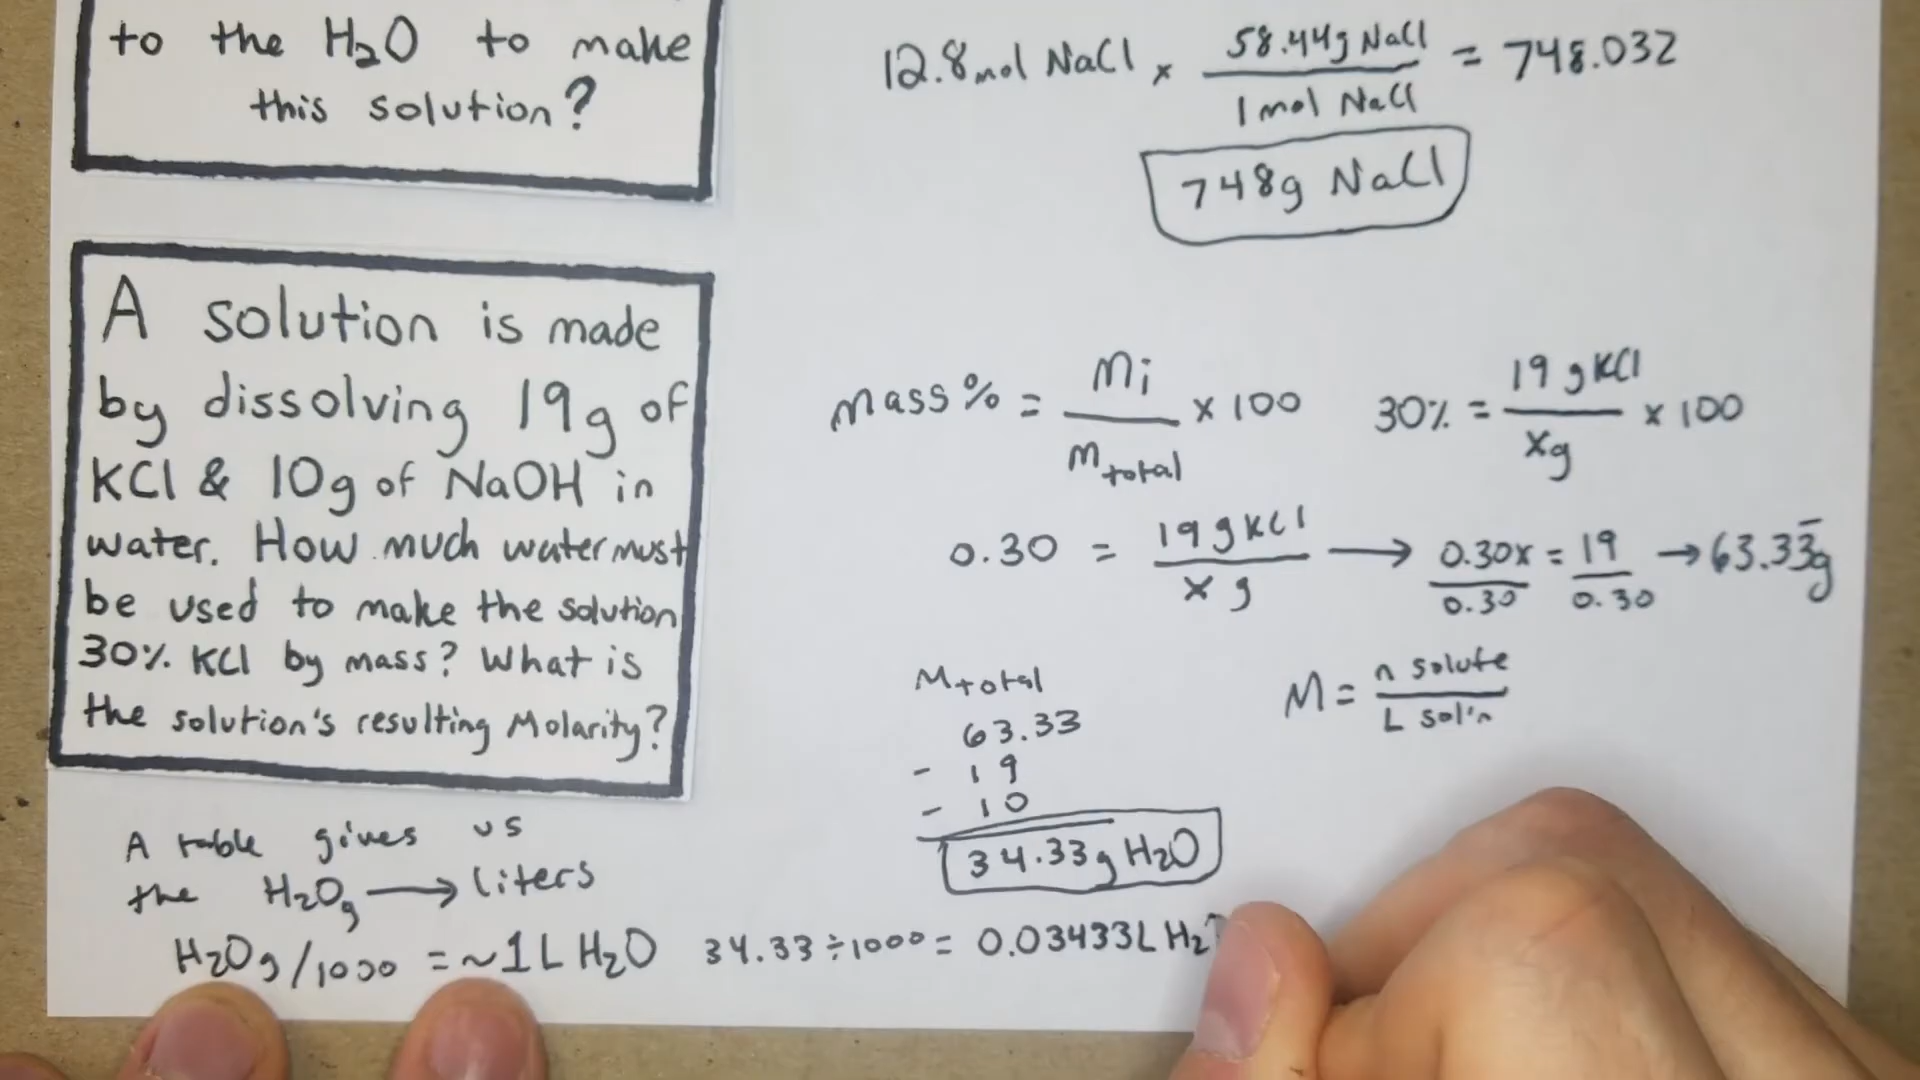 to the H₂O to make
this solution?
12.8mol NaCl x 58.44g NaCl / 1 mol NaCl = 748.032
748g NaCl
A solution is made
by dissolving 19g of
KCl & 10g of NaOH in
water. How much water must
be used to make the solution
30% KCl by mass? What is
the solution's resulting Molarity?
mass% = mi / mtotal x 100
30% = 19 g KCl / xg x 100
0.30 = 19 g KCl / x g → 0.30x / 0.30 = 19 / 0.30 → 63.33̅g
Mtotal
63.33
- 19
- 10
34.33g H₂O
M = n solute / L sol'n
A table gives us
the H₂Og → liters
H₂Og/1000 = ~1L H₂O
34.33 ÷ 1000 = 0.03433L